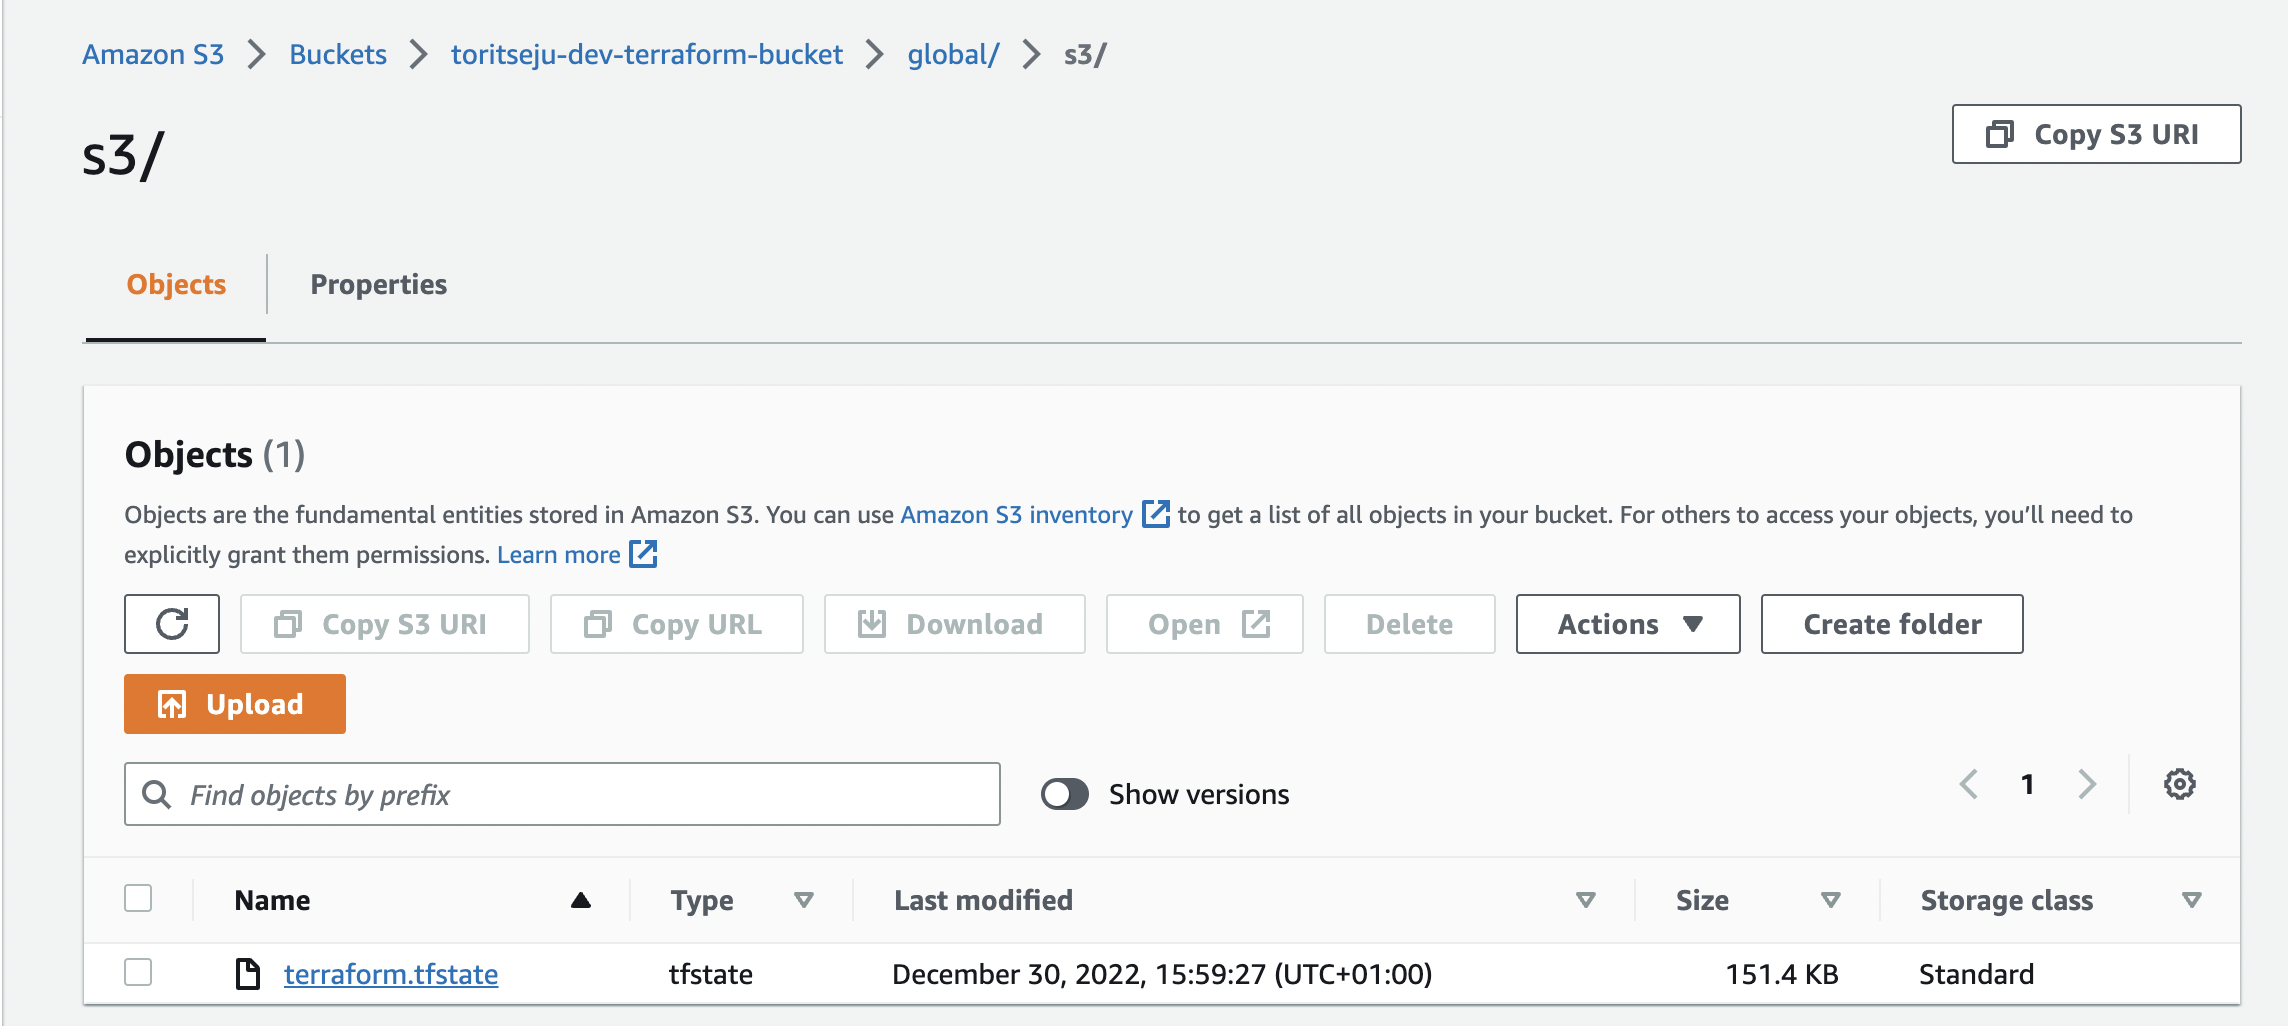 Amazon S3 > Buckets > toritseju-dev-terraform-bucket > global/ > s3/
s3/
Copy S3 URI
Objects
Properties
Objects (1)
Objects are the fundamental entities stored in Amazon S3. You can use Amazon S3 inventory to get a list of all objects in your bucket. For others to access your objects, you'll need to
explicitly grant them permissions. Learn more
Copy S3 URI Copy URL Download Open Delete Actions Create folder
Upload
Find objects by prefix Show versions 1
Name Type Last modified Size Storage class
terraform.tfstate tfstate December 30, 2022, 15:59:27 (UTC+01:00) 151.4 KB Standard